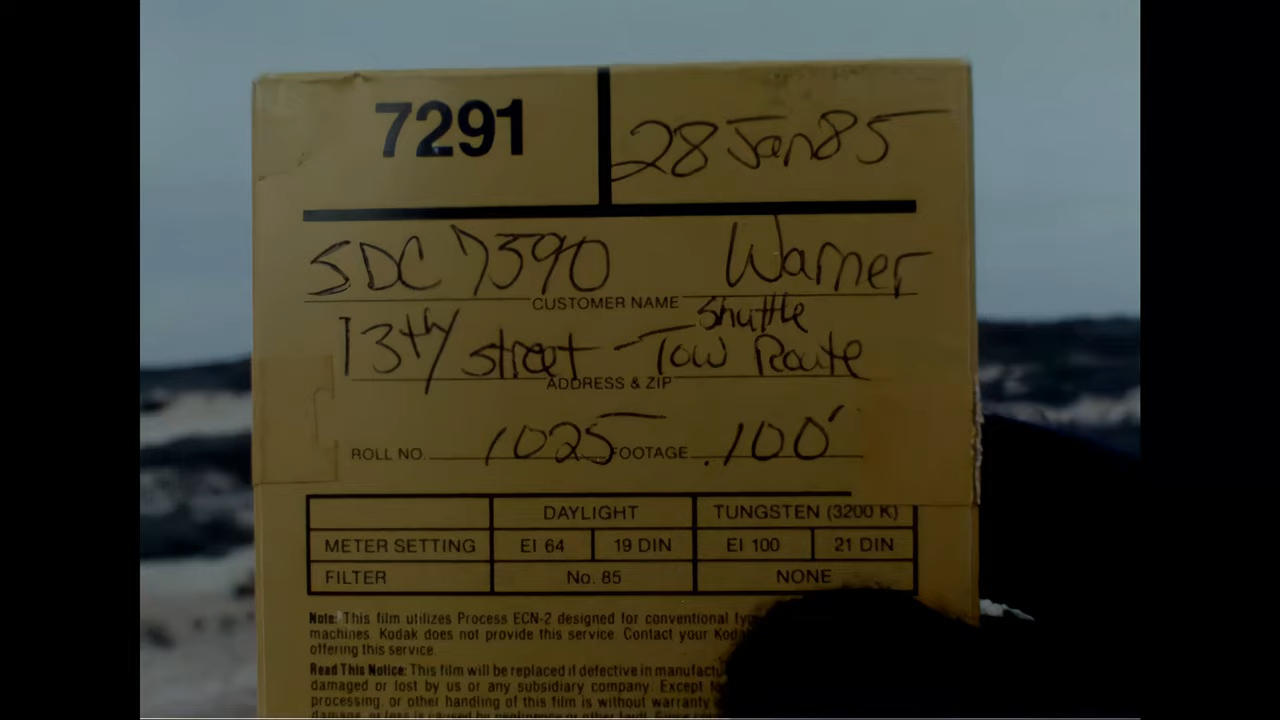 7291 28 Jan 85
SDC 7590 Warner
CUSTOMER NAME
Shuttle
13th street - Tow Route
ADDRESS & ZIP
ROLL NO. 1025 FOOTAGE 100'
DAYLIGHT TUNGSTEN (3200 K)
METER SETTING EI 64 19 DIN EI 100 21 DIN
FILTER No. 85 NONE
Note: This film utilizes Process ECN-2 designed for conventional
machines. Kodak does not provide this service. Contact your
offering this service.
Read This Notice: This film will be replaced if defective in
damaged or lost by us or any subsidiary company. Except
processing, or other handling of this film is without warranty